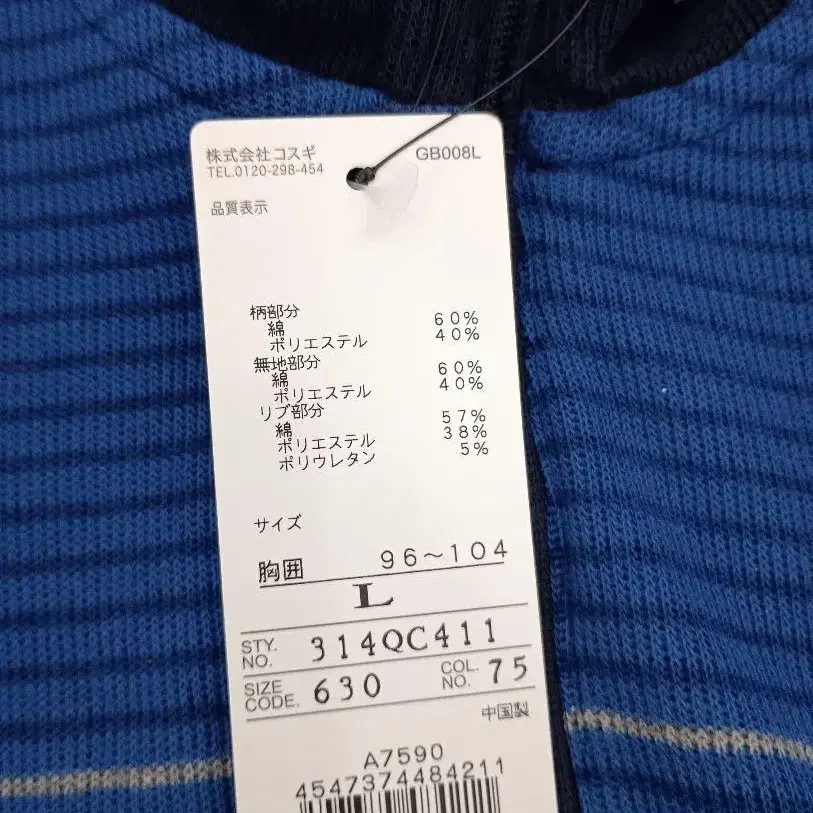 株式会社コスギ GB008L
TEL.0120-298-454
品質表示
柄部分
綿 60%
ポリエステル 40%
無地部分
綿 60%
ポリエステル 40%
リブ部分
綿 57%
ポリエステル 38%
ポリウレタン 5%
サイズ
胸囲 96～104
L
STY. NO. 314QC411
SIZE CODE. 630 COL. NO. 75
中国製
A7590
4547374484211